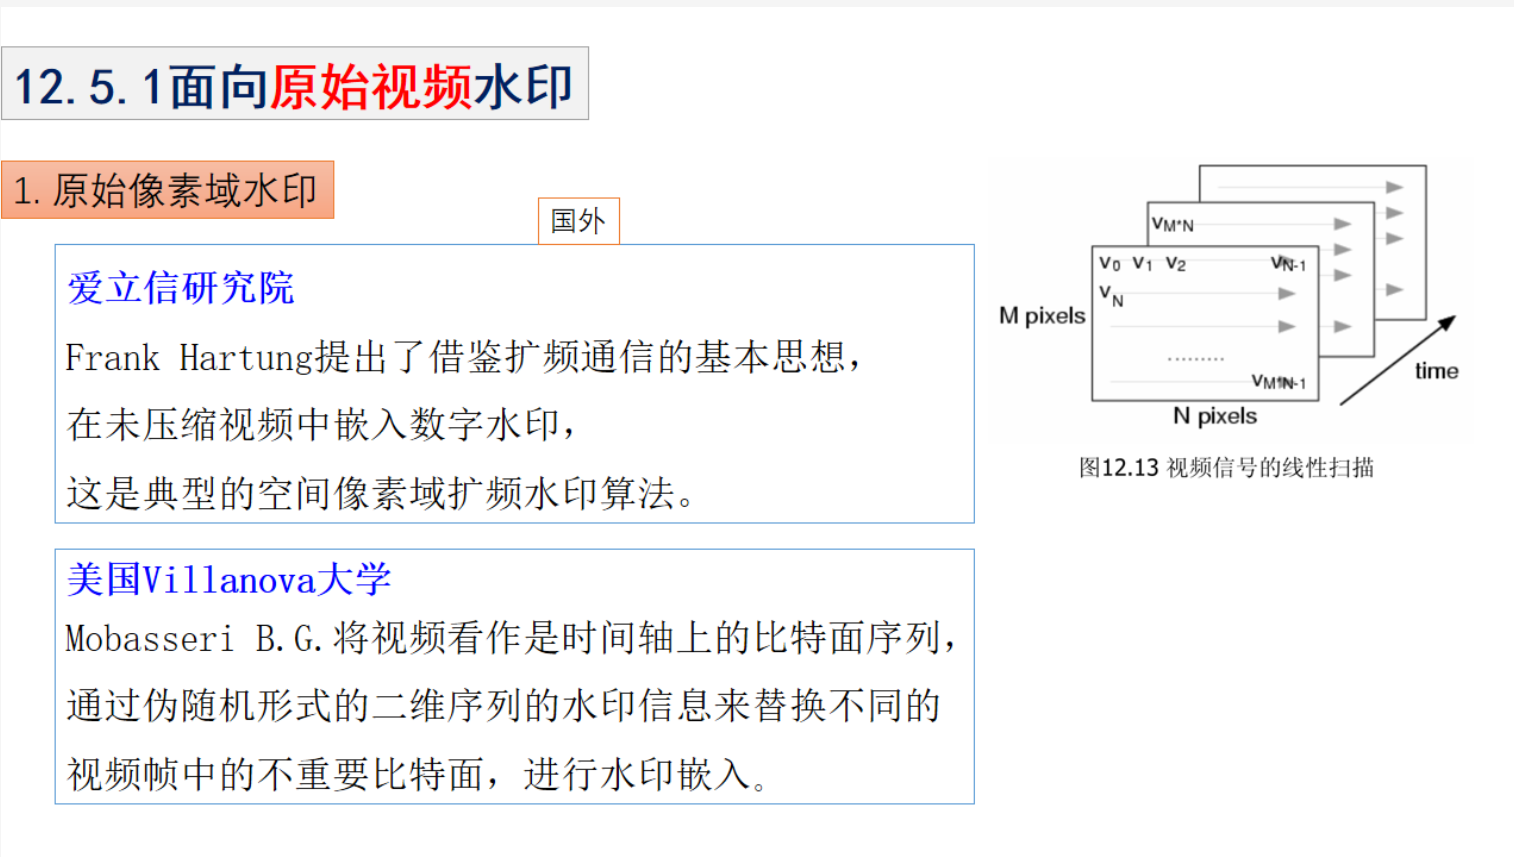 12.5.1面向原始视频水印
1. 原始像素域水印
国外
爱立信研究院
Frank Hartung提出了借鉴扩频通信的基本思想，
在未压缩视频中嵌入数字水印，
这是典型的空间像素域扩频水印算法。
美国Villanova大学
Mobasseri B.G.将视频看作是时间轴上的比特面序列，
通过伪随机形式的二维序列的水印信息来替换不同的
视频帧中的不重要比特面，进行水印嵌入。
VM*N
V0 V1 V2 VN-1
VN
M pixels
.........
VM*N-1
time
N pixels
图12.13 视频信号的线性扫描